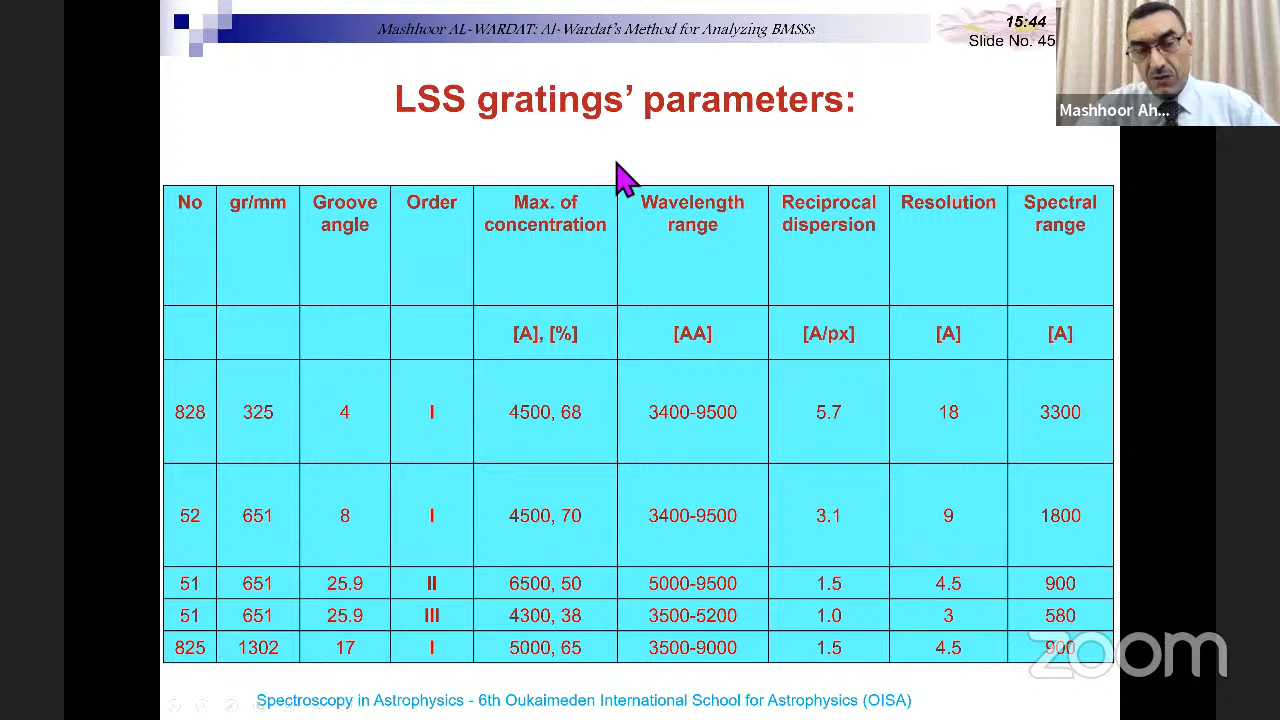 Mashhoor AL-WARDAT: Al-Wardat's Method for Analyzing BMSSs
15:44
Slide No. 45
Mashhoor Ah...
LSS gratings' parameters:
No gr/mm Groove angle Order Max. of concentration Wavelength range Reciprocal dispersion Resolution Spectral range
[A], [%] [AA] [A/px] [A] [A]
828 325 4 I 4500, 68 3400-9500 5.7 18 3300
52 651 8 I 4500, 70 3400-9500 3.1 9 1800
51 651 25.9 II 6500, 50 5000-9500 1.5 4.5 900
51 651 25.9 III 4300, 38 3500-5200 1.0 3 580
825 1302 17 I 5000, 65 3500-9000 1.5 4.5 900
zoom
Spectroscopy in Astrophysics - 6th Oukaimeden International School for Astrophysics (OISA)